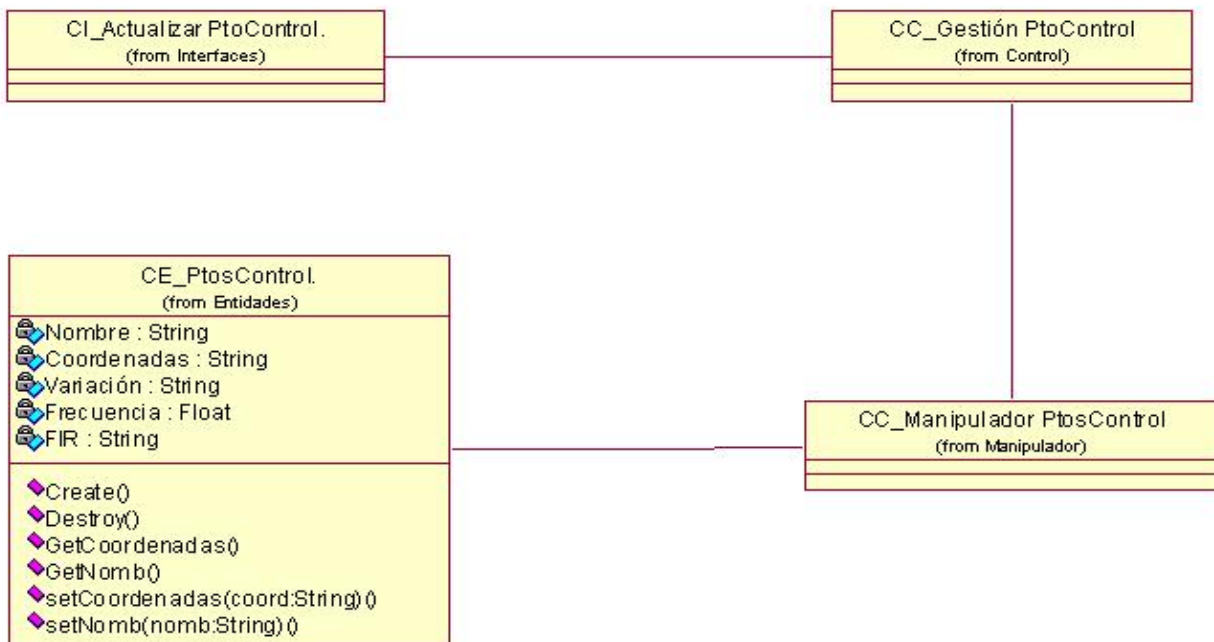 CI_Actualizar PtoControl.
(from Interfaces)
CC_Gestión PtoControl
(from Control)
CE_PtosControl.
(from Entidades)
Nombre : String
Coordenadas : String
Variación : String
Frecuencia : Float
FIR : String
Create()
Destroy()
GetCoordenadas()
GetNomb()
setCoordenadas(coord:String)()
setNomb(nomb:String)()
CC_Manipulador PtosControl
(from Manipulador)